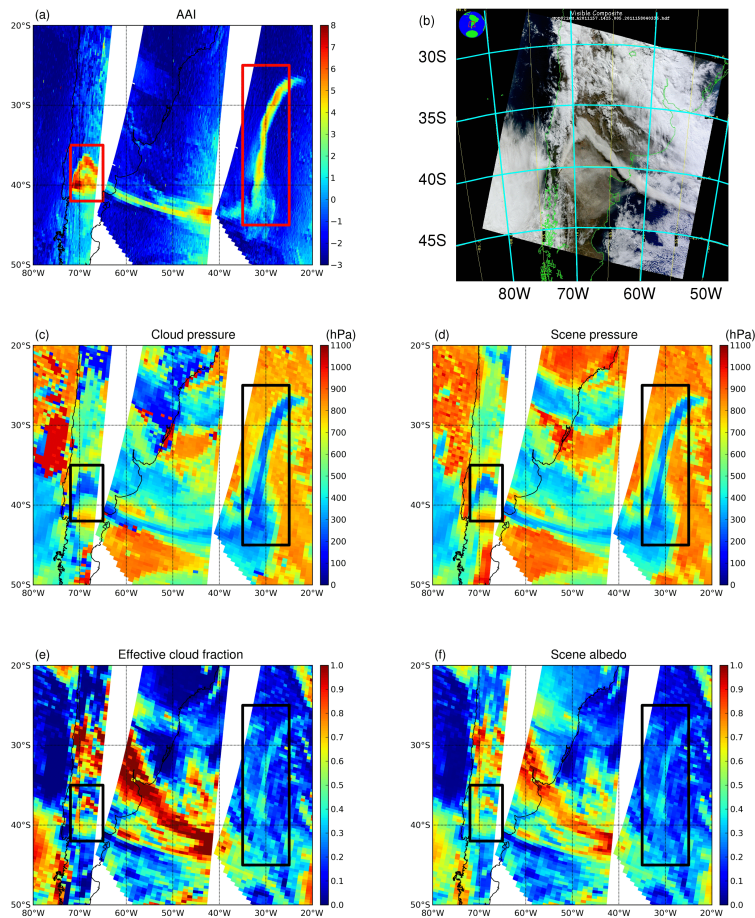 (a) AAI
20°S
30°S
40°S
50°S
80°W 70°W 60°W 50°W 40°W 30°W 20°W
8
7
6
5
4
3
2
1
0
−1
−2
−3
(b)
Visible Composite
30S
35S
40S
45S
80W 70W 60W 50W
(c) Cloud pressure (hPa)
20°S
30°S
40°S
50°S
80°W 70°W 60°W 50°W 40°W 30°W 20°W
1100
1000
900
800
700
600
500
400
300
200
100
0
(d) Scene pressure (hPa)
20°S
30°S
40°S
50°S
80°W 70°W 60°W 50°W 40°W 30°W 20°W
1100
1000
900
800
700
600
500
400
300
200
100
0
(e) Effective cloud fraction
20°S
30°S
40°S
50°S
80°W 70°W 60°W 50°W 40°W 30°W 20°W
1.0
0.9
0.8
0.7
0.6
0.5
0.4
0.3
0.2
0.1
0.0
(f) Scene albedo
20°S
30°S
40°S
50°S
80°W 70°W 60°W 50°W 40°W 30°W 20°W
1.0
0.9
0.8
0.7
0.6
0.5
0.4
0.3
0.2
0.1
0.0